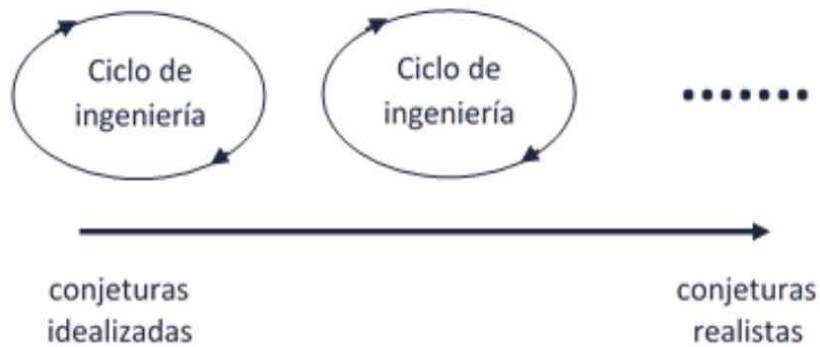 Ciclo de
ingeniería
Ciclo de
ingeniería
conjeturas
idealizadas
conjeturas
realistas